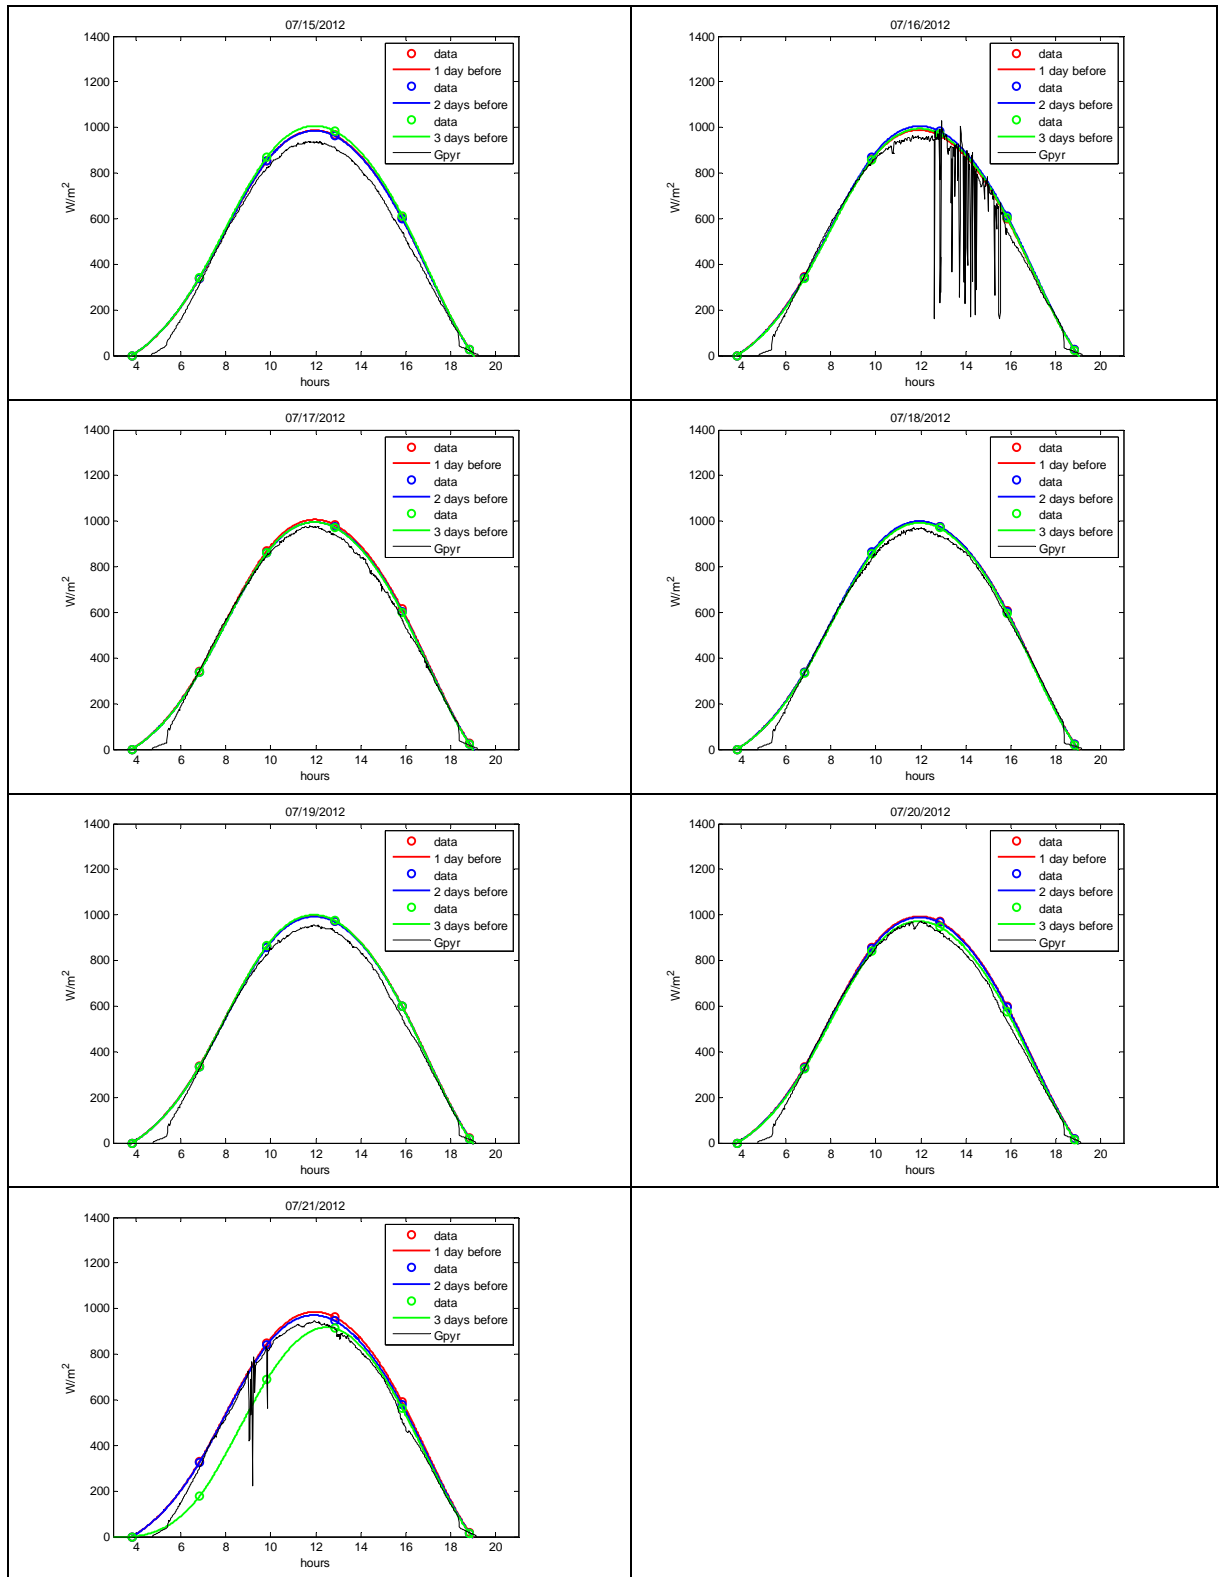 07/15/2012
1400
1200
1000
800
600
400
200
0
W/m²
4 6 8 10 12 14 16 18 20
hours
data
1 day before
data
2 days before
data
3 days before
Gpyr
07/16/2012
1400
1200
1000
800
600
400
200
0
W/m²
4 6 8 10 12 14 16 18 20
hours
data
1 day before
data
2 days before
data
3 days before
Gpyr
07/17/2012
1400
1200
1000
800
600
400
200
0
W/m²
4 6 8 10 12 14 16 18 20
hours
data
1 day before
data
2 days before
data
3 days before
Gpyr
07/18/2012
1400
1200
1000
800
600
400
200
0
W/m²
4 6 8 10 12 14 16 18 20
hours
data
1 day before
data
2 days before
data
3 days before
Gpyr
07/19/2012
1400
1200
1000
800
600
400
200
0
W/m²
4 6 8 10 12 14 16 18 20
hours
data
1 day before
data
2 days before
data
3 days before
Gpyr
07/20/2012
1400
1200
1000
800
600
400
200
0
W/m²
4 6 8 10 12 14 16 18 20
hours
data
1 day before
data
2 days before
data
3 days before
Gpyr
07/21/2012
1400
1200
1000
800
600
400
200
0
W/m²
4 6 8 10 12 14 16 18 20
hours
data
1 day before
data
2 days before
data
3 days before
Gpyr